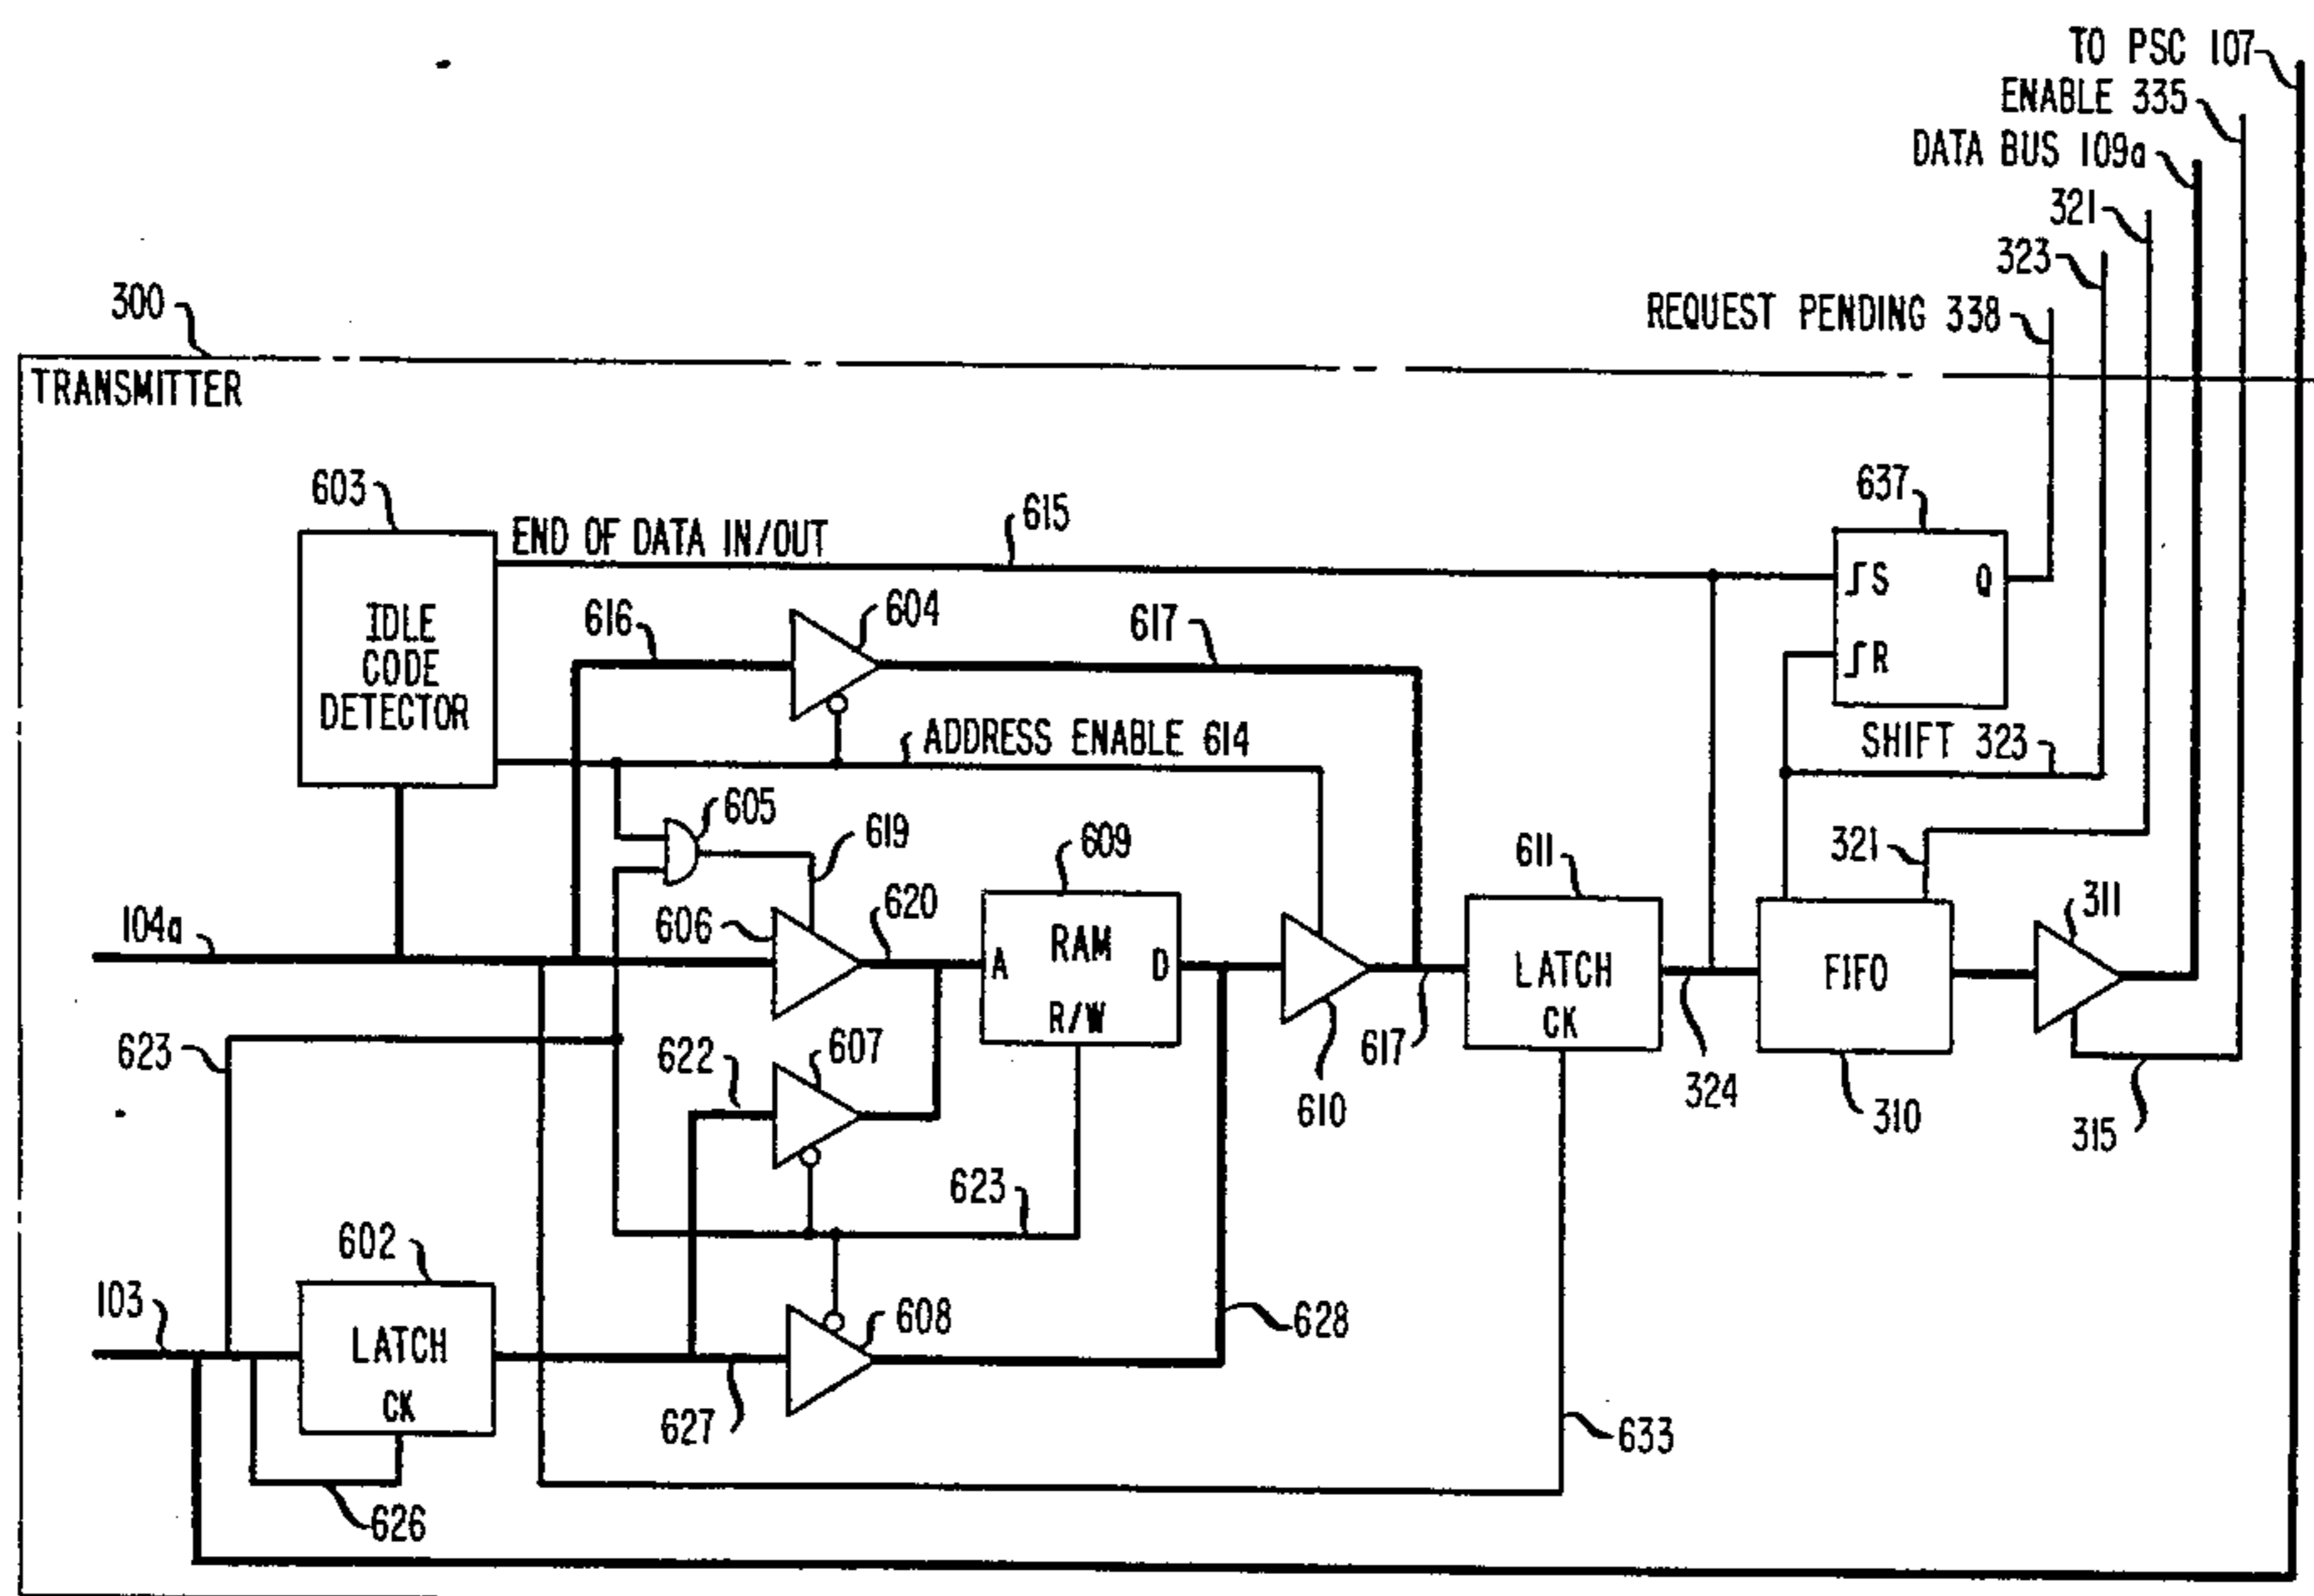 TO PSC 107
ENABLE 335
DATA BUS 109a
321
323
REQUEST PENDING 338
300
TRANSMITTER
603
END OF DATA IN/OUT
615
637
IDLE
CODE
DETECTOR
616
604
617
S
Q
R
ADDRESS ENABLE 614
SHIFT 323
605
619
609
611
321
311
104a
606
620
A
RAM
D
R/W
LATCH
CK
FIFO
623
622
607
610
617
324
310
315
623
602
103
LATCH
CK
608
628
627
633
626